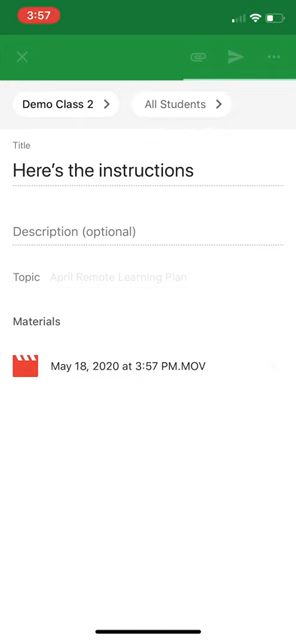 3:57
Demo Class 2
All Students
Title
Here's the instructions
Description (optional)
Topic April Remote Learning Plan
Materials
May 18, 2020 at 3:57 PM.MOV